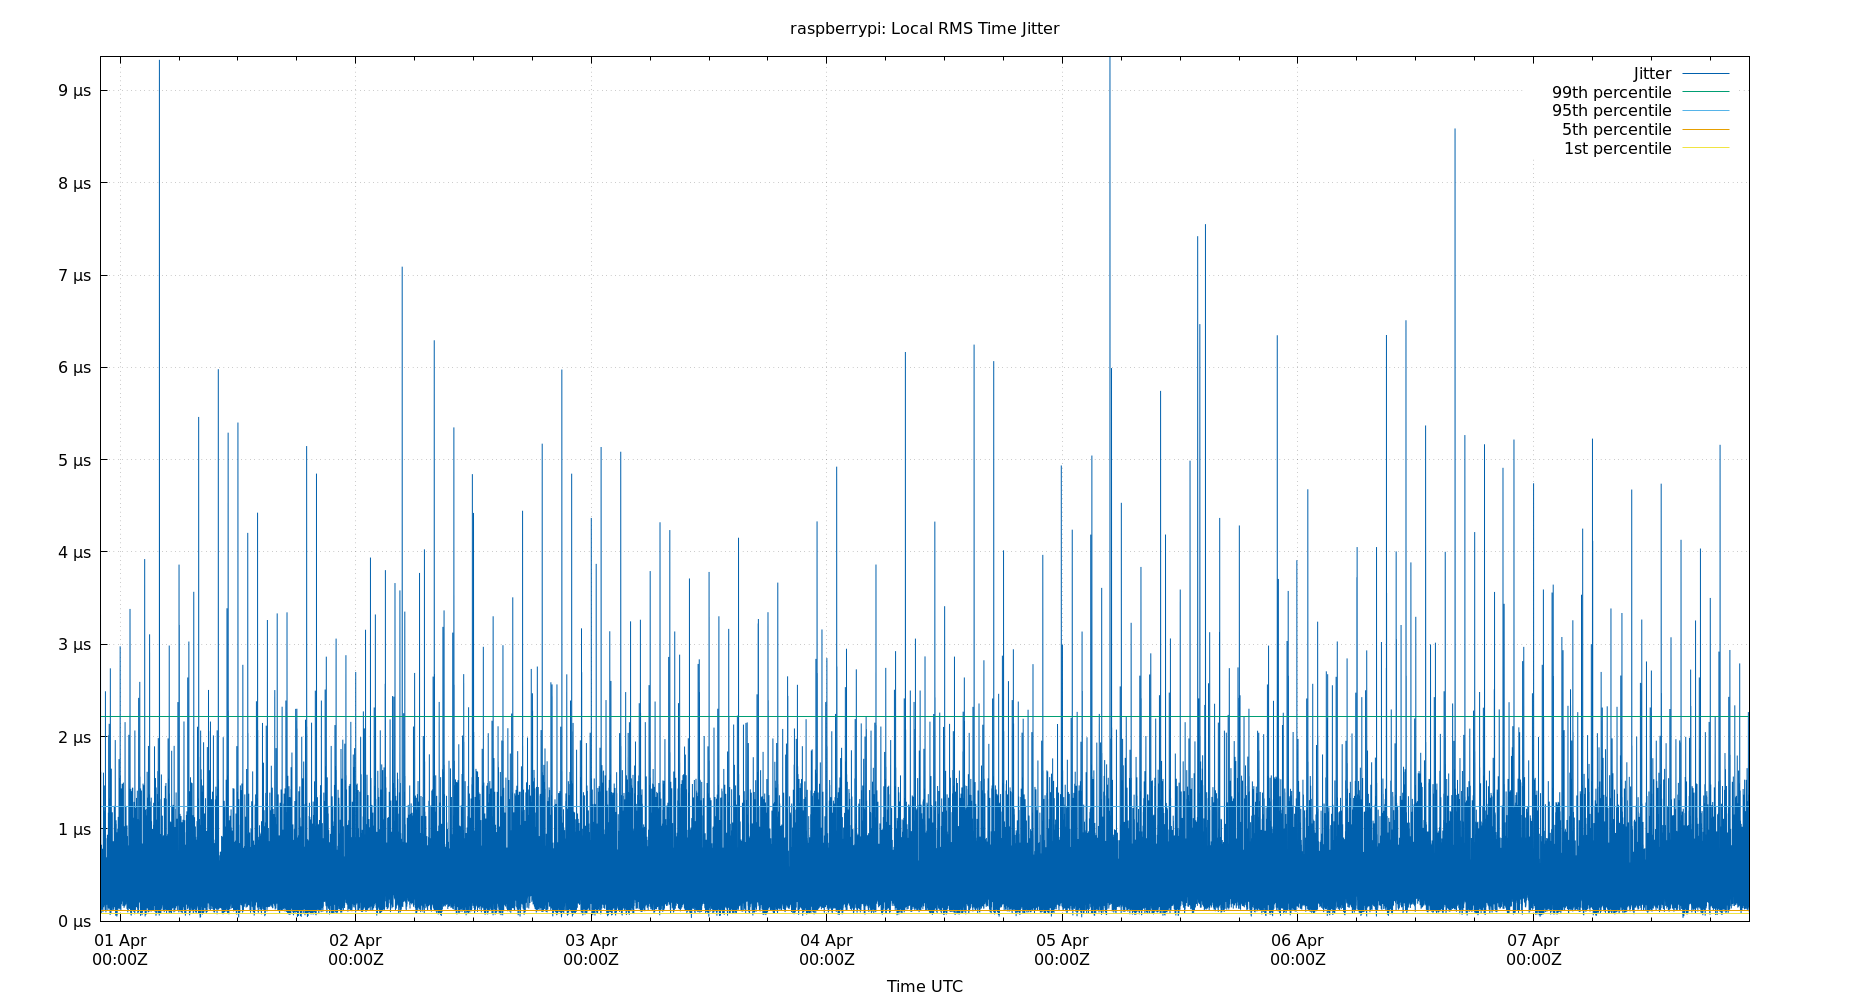 raspberrypi: Local RMS Time Jitter
Jitter
99th percentile
95th percentile
5th percentile
1st percentile
9 µs
8 µs
7 µs
6 µs
5 µs
4 µs
3 µs
2 µs
1 µs
0 µs
01 Apr 02 Apr 03 Apr 04 Apr 05 Apr 06 Apr 07 Apr
00:00Z 00:00Z 00:00Z 00:00Z 00:00Z 00:00Z 00:00Z
Time UTC